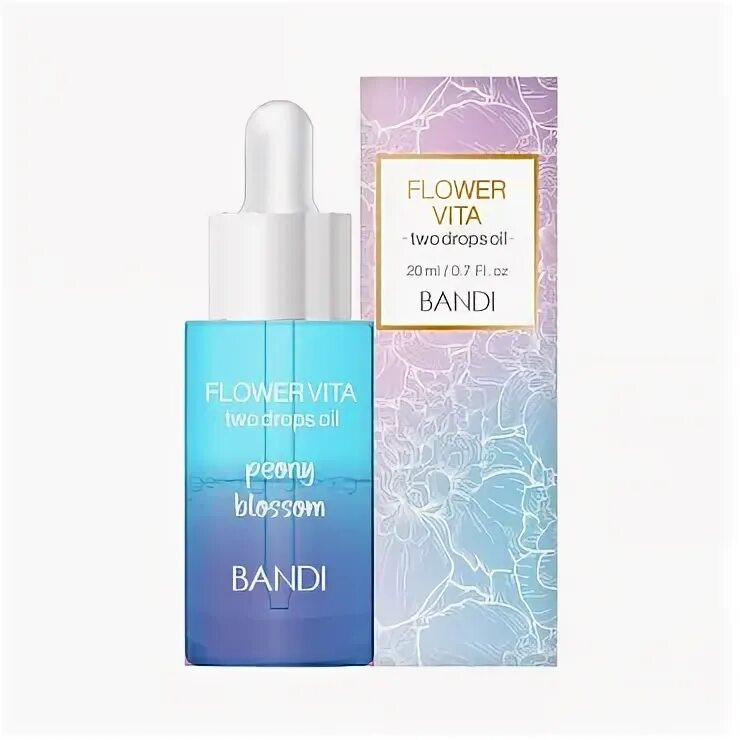 FLOWER VITA
two drops oil
peony
blossom
BANDI
FLOWER
VITA
- two drops oil -
20 ml / 0.7 Fl. oz
BANDI